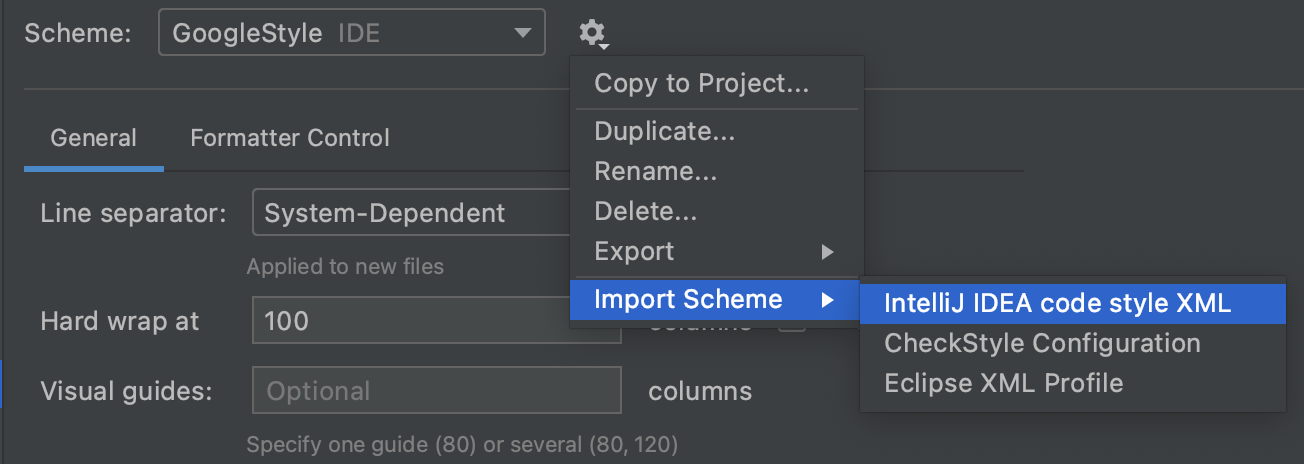 Scheme: GoogleStyle IDE
Copy to Project...
General Formatter Control
Duplicate...
Rename...
Line separator: System-Dependent
Delete...
Applied to new files
Export
Import Scheme
IntelliJ IDEA code style XML
Hard wrap at 100 columns
CheckStyle Configuration
Eclipse XML Profile
Visual guides: Optional columns
Specify one guide (80) or several (80, 120)